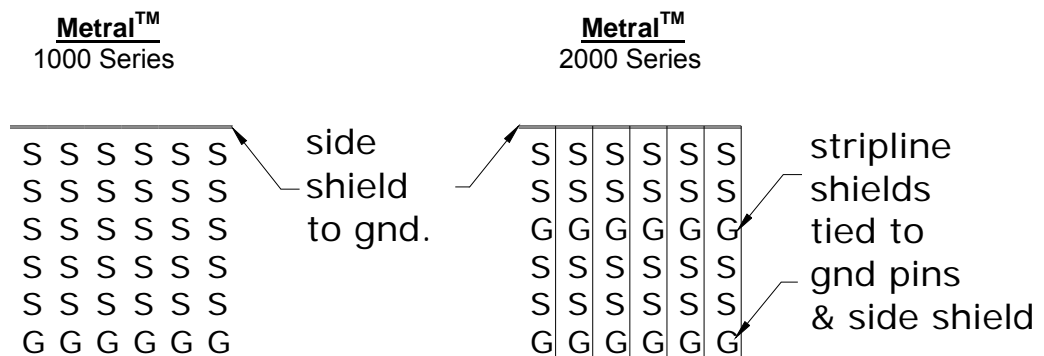 Metral™
1000 Series
S S S S S S
S S S S S S
S S S S S S
S S S S S S
S S S S S S
G G G G G G
side
shield
to gnd.
Metral™
2000 Series
S S S S S S
S S S S S S
G G G G G G
S S S S S S
S S S S S S
G G G G G G
stripline
shields
tied to
gnd pins
& side shield